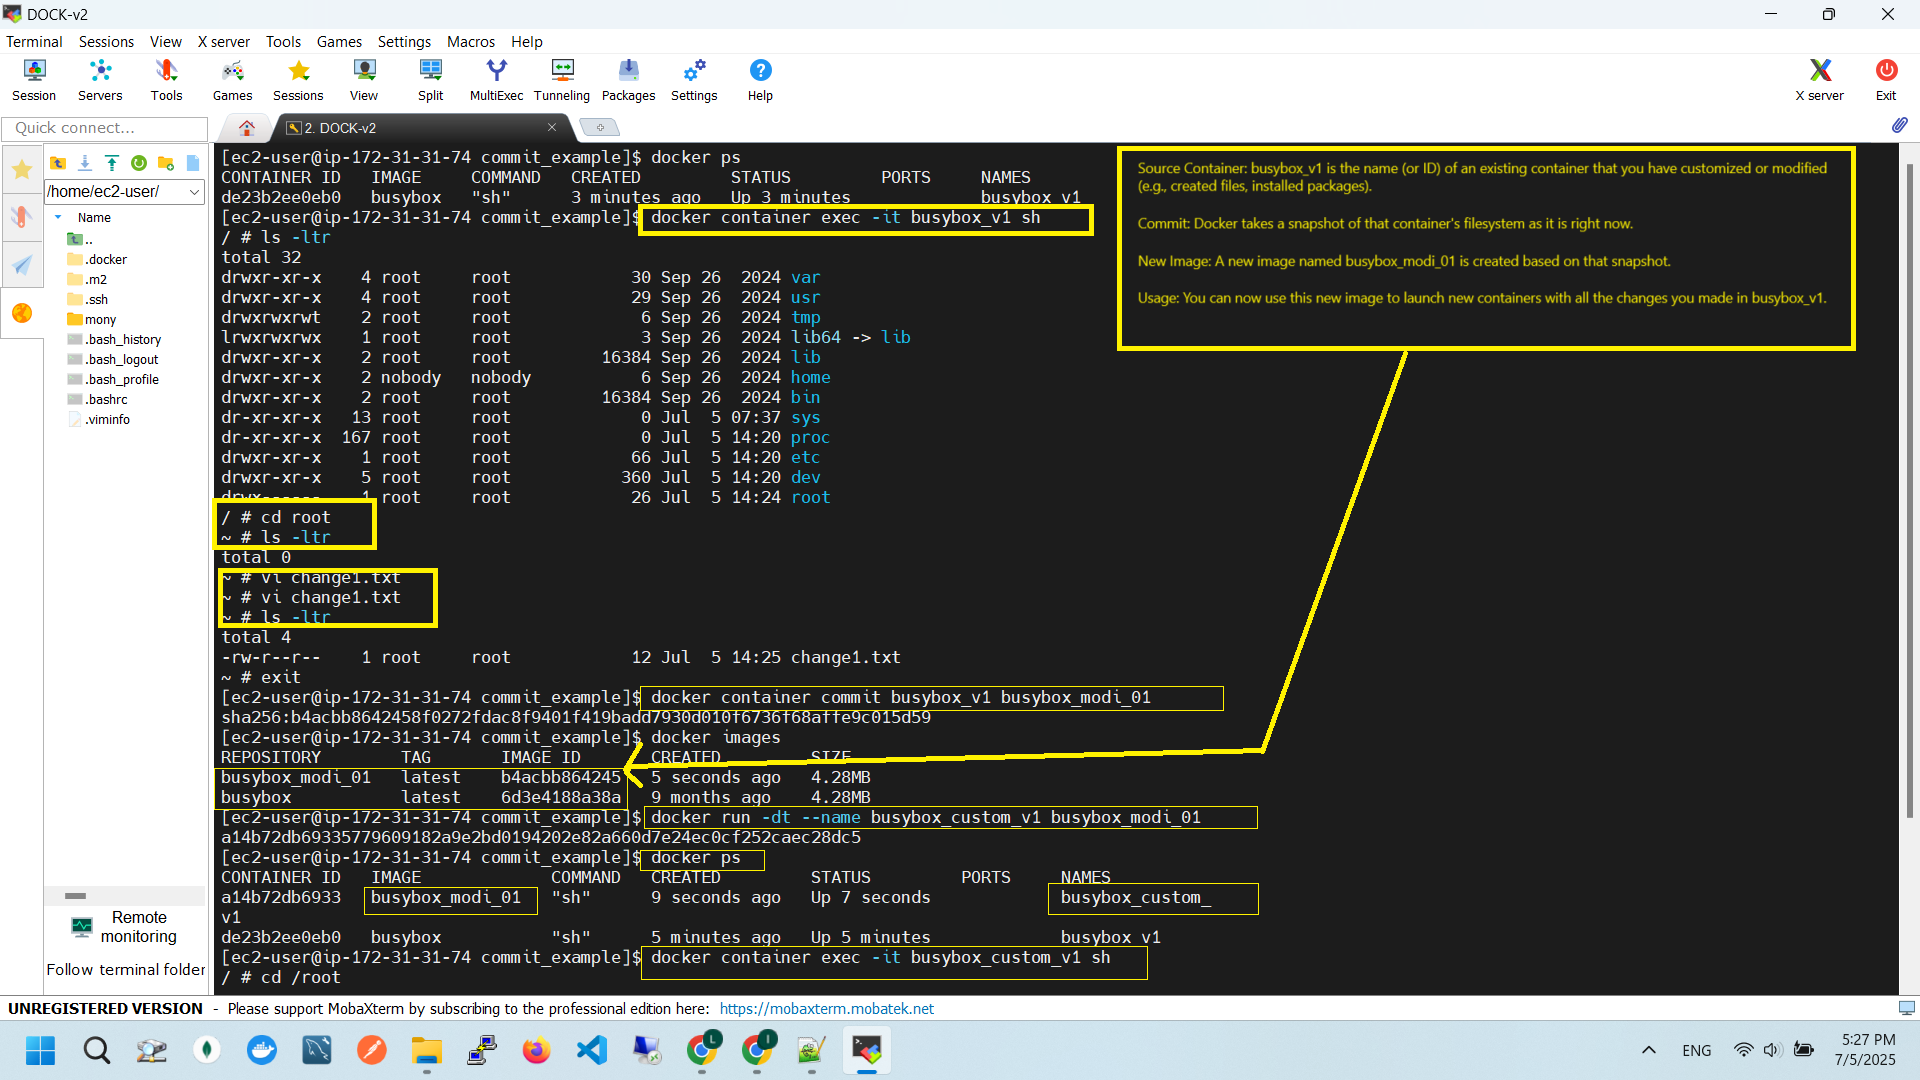 DOCK-v2
Terminal Sessions View X server Tools Games Settings Macros Help
Session Servers Tools Games Sessions View Split MultiExec Tunneling Packages Settings Help X server Exit
Quick connect...
2. DOCK-v2
/home/ec2-user/
Name
..
.docker
.m2
.ssh
mony
.bash_history
.bash_logout
.bash_profile
.bashrc
.viminfo
Remote
monitoring
Follow terminal folder
[ec2-user@ip-172-31-31-74 commit_example]$ docker ps
CONTAINER ID   IMAGE     COMMAND   CREATED         STATUS         PORTS     NAMES
de23b2ee0eb0   busybox   "sh"      3 minutes ago   Up 3 minutes             busybox_v1
[ec2-user@ip-172-31-31-74 commit_example]$ docker container exec -it busybox_v1 sh
/ # ls -ltr
total 32
drwxr-xr-x    4 root     root            30 Sep 26  2024 var
drwxr-xr-x    4 root     root            29 Sep 26  2024 usr
drwxrwxrwt    2 root     root             6 Sep 26  2024 tmp
lrwxrwxrwx    1 root     root             3 Sep 26  2024 lib64 -> lib
drwxr-xr-x    2 root     root         16384 Sep 26  2024 lib
drwxr-xr-x    2 nobody   nobody           6 Sep 26  2024 home
drwxr-xr-x    2 root     root         16384 Sep 26  2024 bin
dr-xr-xr-x   13 root     root             0 Jul  5 07:37 sys
dr-xr-xr-x  167 root     root             0 Jul  5 14:20 proc
drwxr-xr-x    1 root     root            66 Jul  5 14:20 etc
drwxr-xr-x    5 root     root           360 Jul  5 14:20 dev
drwx------    1 root     root            26 Jul  5 14:24 root
/ # cd root
~ # ls -ltr
total 0
~ # vi change1.txt
~ # vi change1.txt
~ # ls -ltr
total 4
-rw-r--r--    1 root     root            12 Jul  5 14:25 change1.txt
~ # exit
[ec2-user@ip-172-31-31-74 commit_example]$ docker container commit busybox_v1 busybox_modi_01
sha256:b4acbb8642458f0272fdac8f9401f419badd7930d010f6736f68affe9c015d59
[ec2-user@ip-172-31-31-74 commit_example]$ docker images
REPOSITORY        TAG       IMAGE ID       CREATED         SIZE
busybox_modi_01   latest    b4acbb864245   5 seconds ago   4.28MB
busybox           latest    6d3e4188a38a   9 months ago    4.28MB
[ec2-user@ip-172-31-31-74 commit_example]$ docker run -dt --name busybox_custom_v1 busybox_modi_01
a14b72db69335779609182a9e2bd0194202e82a660d7e24ec0cf252caec28dc5
[ec2-user@ip-172-31-31-74 commit_example]$ docker ps
CONTAINER ID   IMAGE             COMMAND   CREATED         STATUS         PORTS     NAMES
a14b72db6933   busybox_modi_01   "sh"      9 seconds ago   Up 7 seconds             busybox_custom_
v1
de23b2ee0eb0   busybox           "sh"      5 minutes ago   Up 5 minutes             busybox_v1
[ec2-user@ip-172-31-31-74 commit_example]$ docker container exec -it busybox_custom_v1 sh
/ # cd /root
Source Container: busybox_v1 is the name (or ID) of an existing container that you have customized or modified
(e.g., created files, installed packages).
Commit: Docker takes a snapshot of that container's filesystem as it is right now.
New Image: A new image named busybox_modi_01 is created based on that snapshot.
Usage: You can now use this new image to launch new containers with all the changes you made in busybox_v1.
UNREGISTERED VERSION - Please support MobaXterm by subscribing to the professional edition here: https://mobaxterm.mobatek.net
L
I
ENG
5:27 PM
7/5/2025